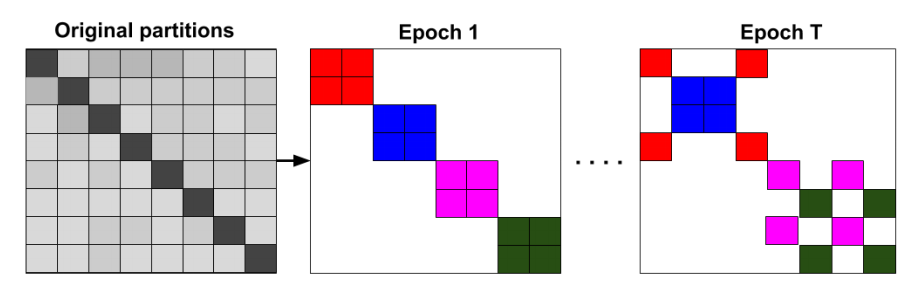 Original partitions
Epoch 1
Epoch T
. . . .